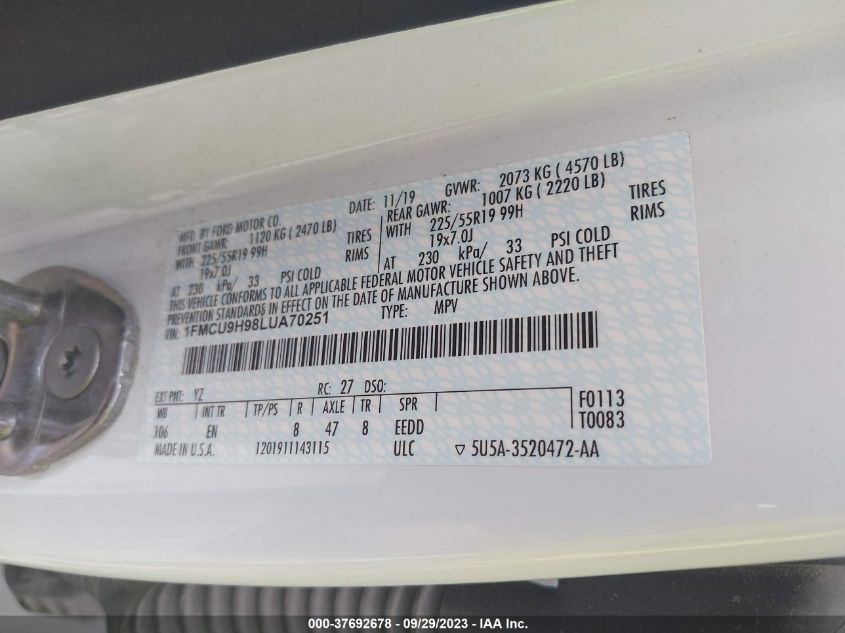 MFD. BY FORD MOTOR CO.
DATE: 11/19 GVWR: 2073 KG ( 4570 LB)
FRONT GAWR: 1120 KG ( 2470 LB)
REAR GAWR: 1007 KG ( 2220 LB)
WITH 225/55R19 99H TIRES
WITH 225/55R19 99H TIRES
19x7.0J RIMS
19x7.0J RIMS
AT 230 kPa/ 33 PSI COLD
AT 230 kPa/ 33 PSI COLD
THIS VEHICLE CONFORMS TO ALL APPLICABLE FEDERAL MOTOR VEHICLE SAFETY AND THEFT
PREVENTION STANDARDS IN EFFECT ON THE DATE OF MANUFACTURE SHOWN ABOVE.
VIN: 1FMCU9H98LUA70251 TYPE: MPV
EXT PNT: YZ RC: 27 DSO:
WB INT TR TP/PS R AXLE TR SPR
106 EN 8 47 8 EEDD
F0113
T0083
MADE IN U.S.A. 1201911143115 ULC ▽ 5U5A-3520472-AA
000-37692678 - 09/29/2023 - IAA Inc.